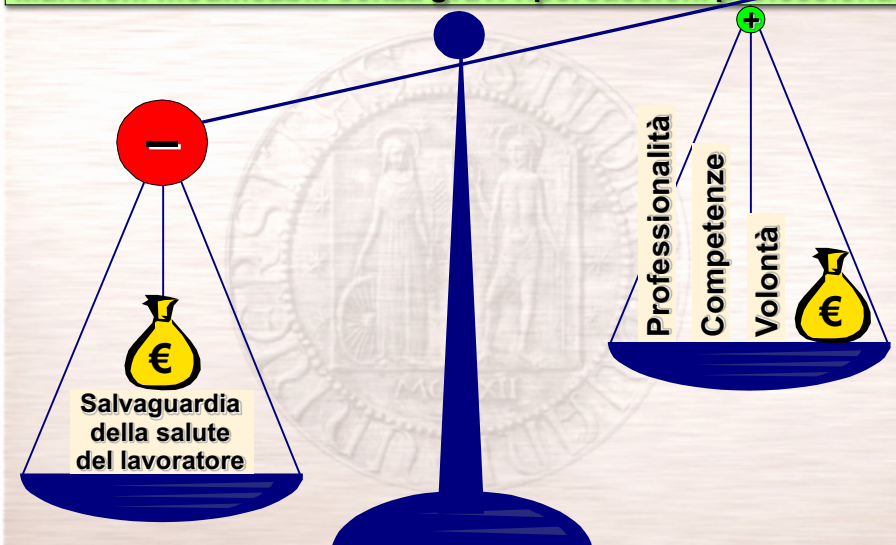 +
–
Professionalità
Competenze
Volontà
€
€
Salvaguardia
della salute
del lavoratore